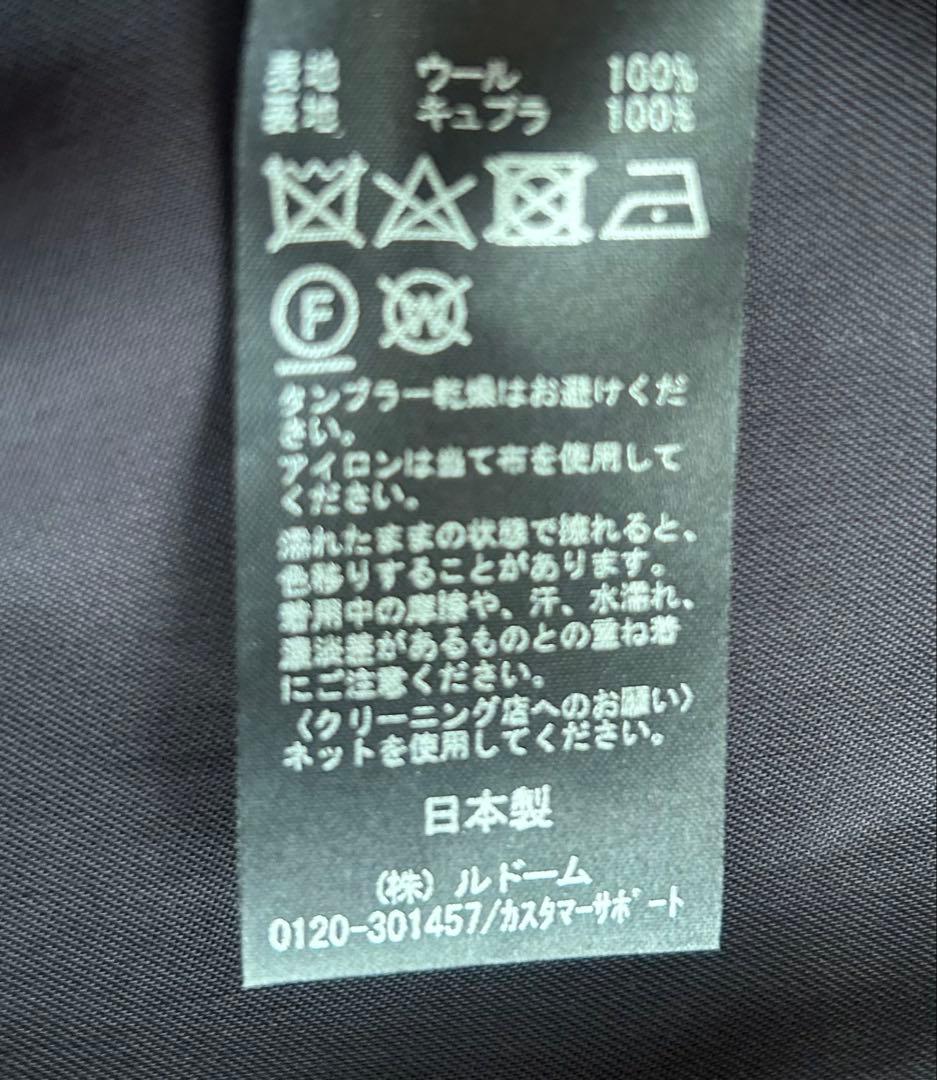 表地 ウール 100%
裏地 キュプラ 100%
F W
タンブラー乾燥はお避けくだ
さい。
アイロンは当て布を使用して
ください。
濡れたままの状態で擦れると、
色移りすることがあります。
着用中の摩擦や、汗、水濡れ、
濃淡差があるものとの重ね着
にご注意ください。
〈クリーニング店へのお願い〉
ネットを使用してください。
日本製
(株) ルドーム
0120-301457/カスタマーサポート